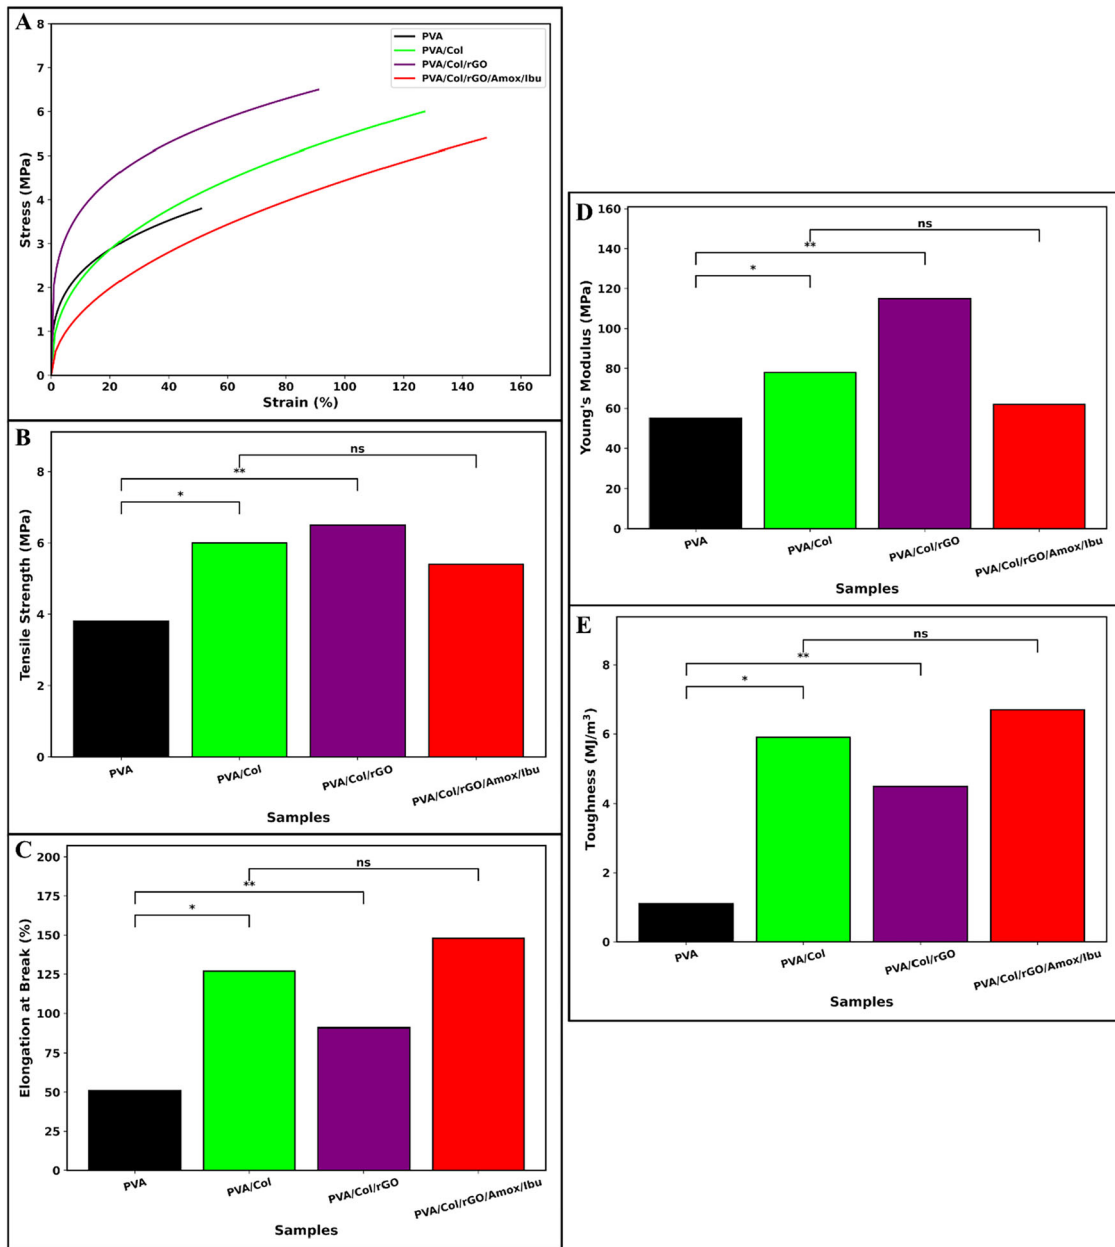 A
8
7
6
5
4
3
2
1
0
Stress (MPa)
PVA
PVA/Col
PVA/Col/rGO
PVA/Col/rGO/Amox/Ibu
0 20 40 60 80 100 120 140 160
Strain (%)
B
8
6
4
2
0
Tensile Strength (MPa)
ns
**
*
PVA PVA/Col PVA/Col/rGO PVA/Col/rGO/Amox/Ibu
Samples
C
200
175
150
125
100
75
50
25
0
Elongation at Break (%)
ns
**
*
PVA PVA/Col PVA/Col/rGO PVA/Col/rGO/Amox/Ibu
Samples
D
160
140
120
100
80
60
40
20
0
Young's Modulus (MPa)
ns
**
*
PVA PVA/Col PVA/Col/rGO PVA/Col/rGO/Amox/Ibu
Samples
E
8
6
4
2
0
Toughness (MJ/m³)
ns
**
*
PVA PVA/Col PVA/Col/rGO PVA/Col/rGO/Amox/Ibu
Samples